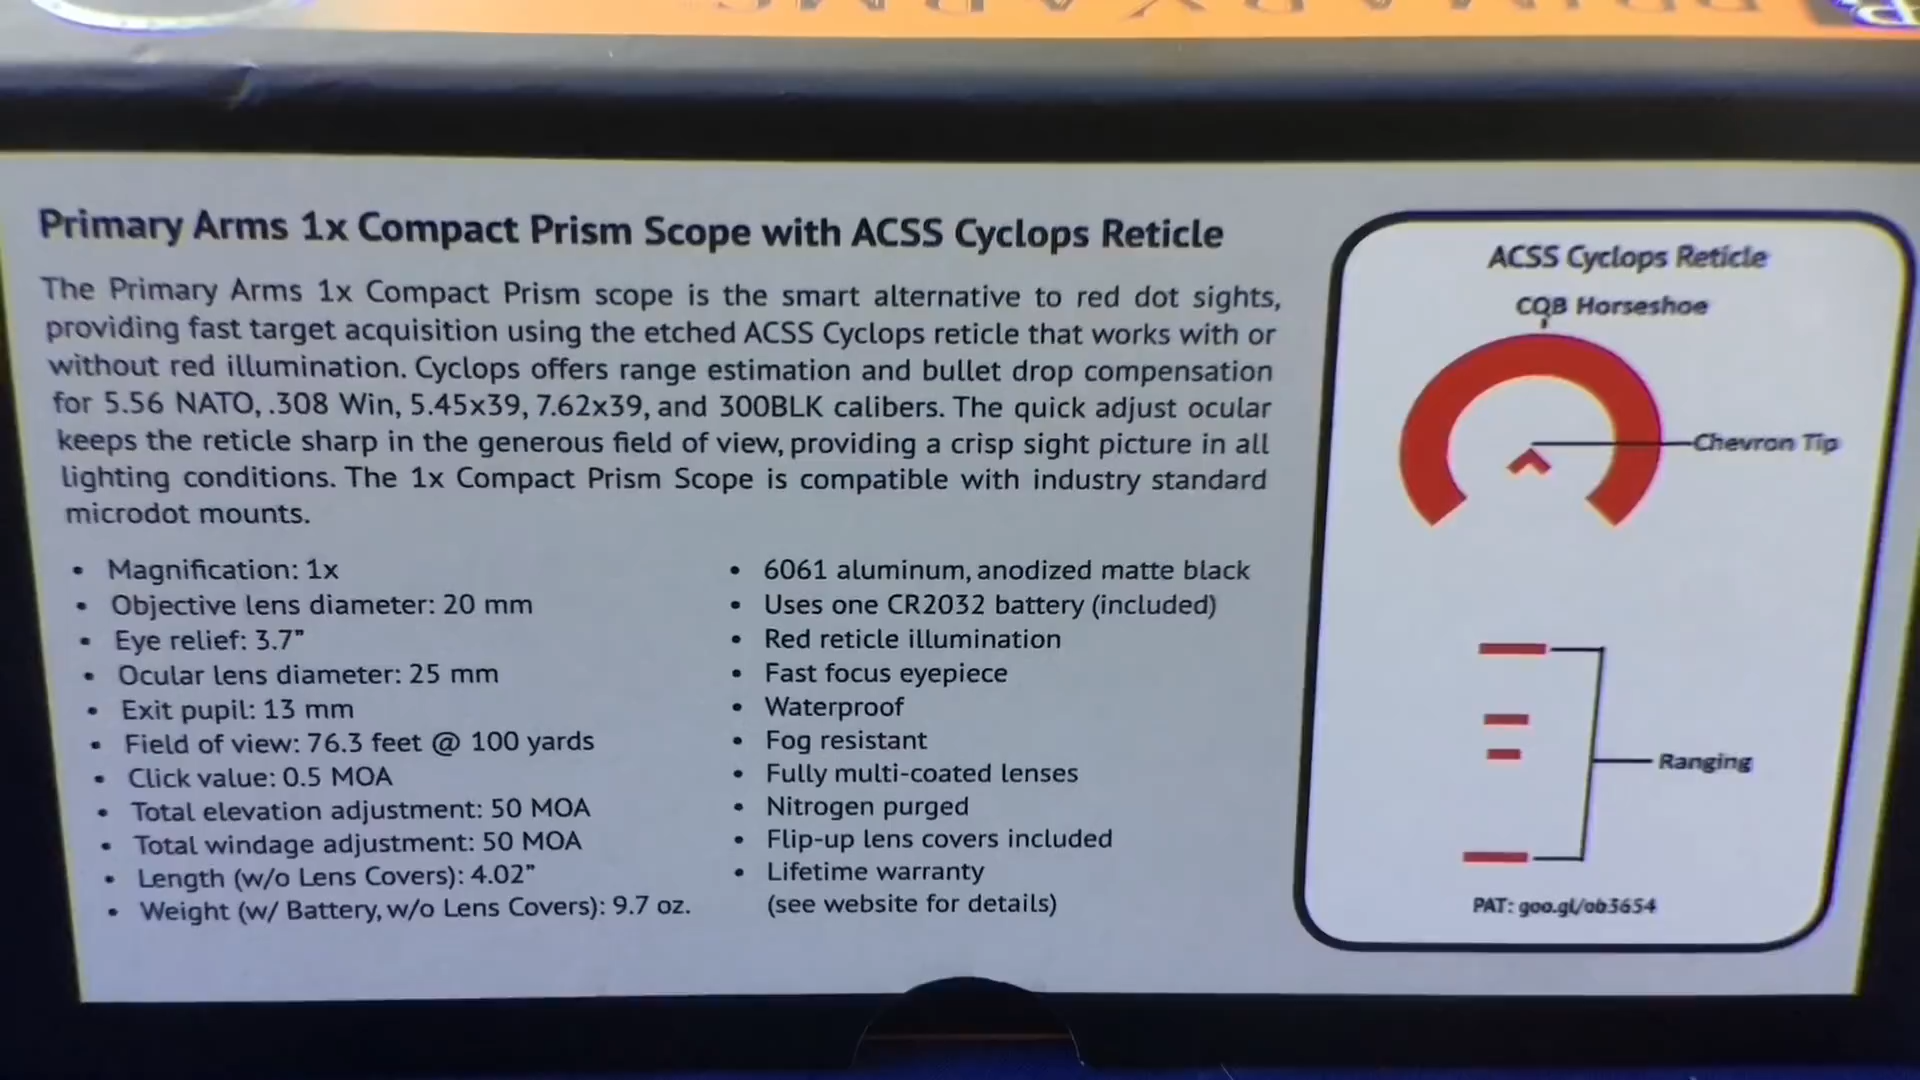 PRIMARY ARMS
Primary Arms 1x Compact Prism Scope with ACSS Cyclops Reticle
The Primary Arms 1x Compact Prism scope is the smart alternative to red dot sights,
providing fast target acquisition using the etched ACSS Cyclops reticle that works with or
without red illumination. Cyclops offers range estimation and bullet drop compensation
for 5.56 NATO, .308 Win, 5.45x39, 7.62x39, and 300BLK calibers. The quick adjust ocular
keeps the reticle sharp in the generous field of view, providing a crisp sight picture in all
lighting conditions. The 1x Compact Prism Scope is compatible with industry standard
microdot mounts.
• Magnification: 1x
• Objective lens diameter: 20 mm
• Eye relief: 3.7"
• Ocular lens diameter: 25 mm
• Exit pupil: 13 mm
• Field of view: 76.3 feet @ 100 yards
• Click value: 0.5 MOA
• Total elevation adjustment: 50 MOA
• Total windage adjustment: 50 MOA
• Length (w/o Lens Covers): 4.02"
• Weight (w/ Battery, w/o Lens Covers): 9.7 oz.
• 6061 aluminum, anodized matte black
• Uses one CR2032 battery (included)
• Red reticle illumination
• Fast focus eyepiece
• Waterproof
• Fog resistant
• Fully multi-coated lenses
• Nitrogen purged
• Flip-up lens covers included
• Lifetime warranty
(see website for details)
ACSS Cyclops Reticle
CQB Horseshoe
Chevron Tip
Ranging
PAT: goo.gl/ob3654